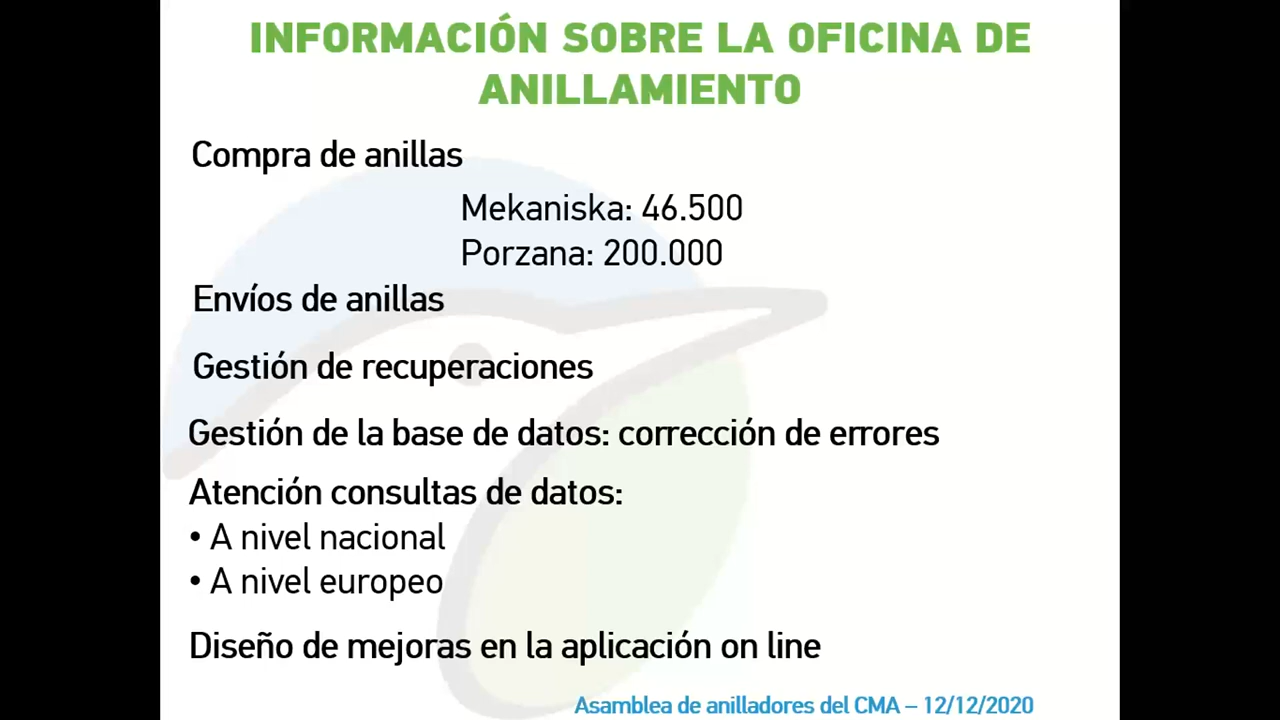 INFORMACIÓN SOBRE LA OFICINA DE
ANILLAMIENTO
Compra de anillas
Mekaniska: 46.500
Porzana: 200.000
Envíos de anillas
Gestión de recuperaciones
Gestión de la base de datos: corrección de errores
Atención consultas de datos:
• A nivel nacional
• A nivel europeo
Diseño de mejoras en la aplicación on line
Asamblea de anilladores del CMA – 12/12/2020